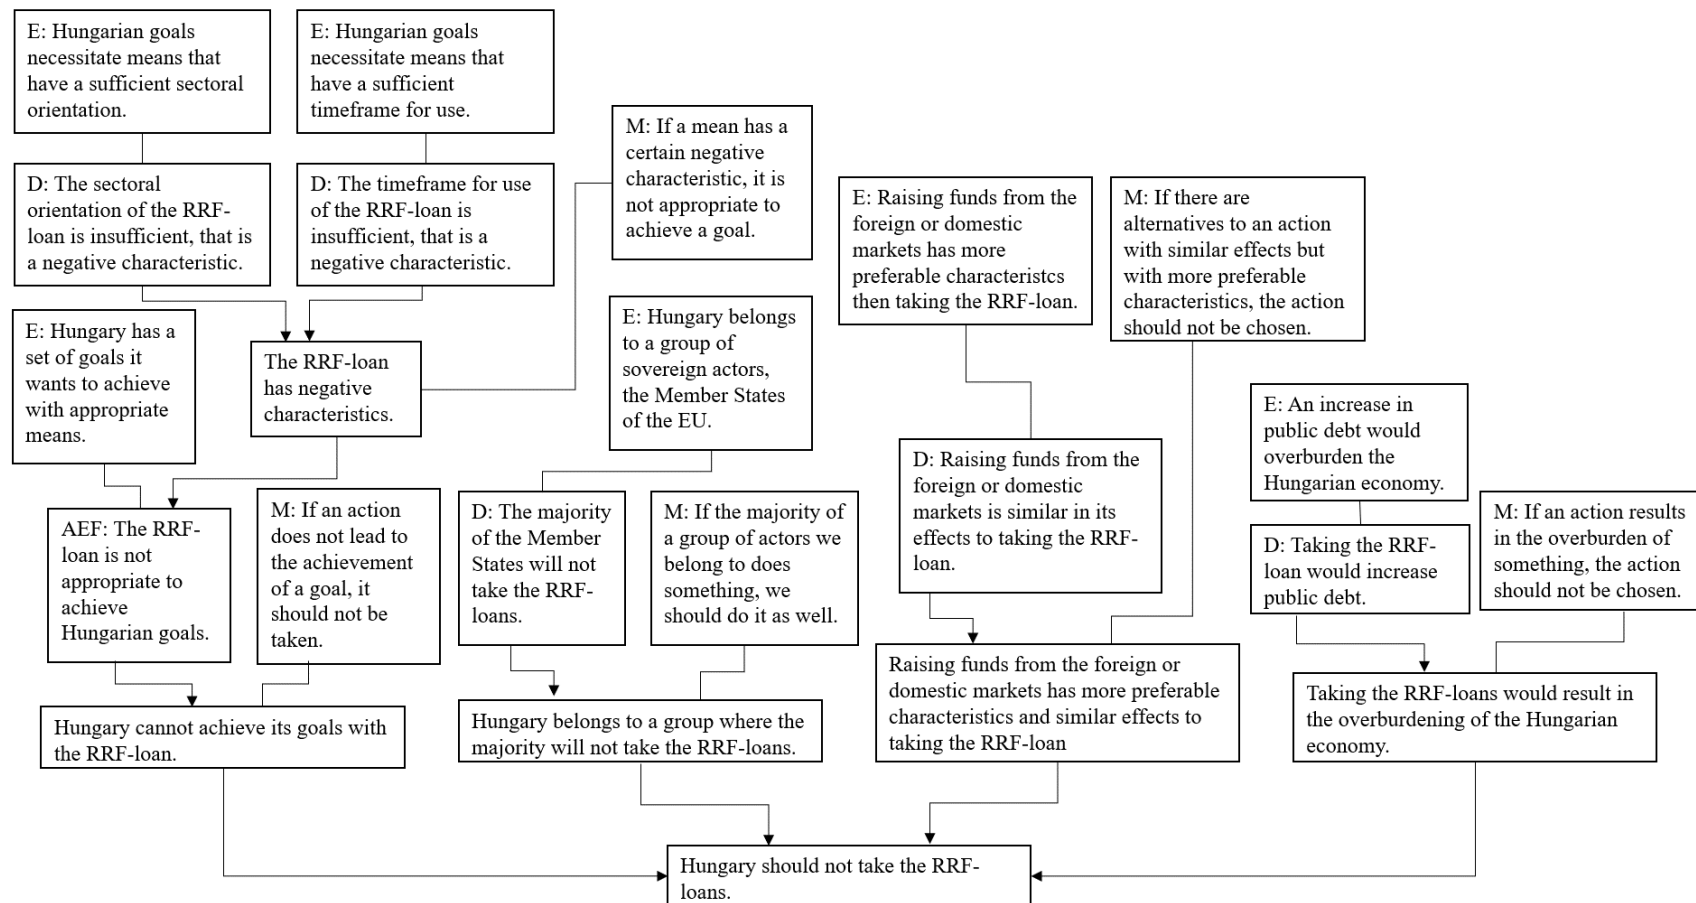 E: Hungarian goals
necessitate means that
have a sufficient sectoral
orientation.
E: Hungarian goals
necessitate means that
have a sufficient
timeframe for use.
M: If a mean has a
certain negative
characteristic, it is
not appropriate to
achieve a goal.
D: The sectoral
orientation of the RRF-
loan is insufficient, that is
a negative characteristic.
D: The timeframe for use
of the RRF-loan is
insufficient, that is a
negative characteristic.
E: Raising funds from the
foreign or domestic
markets has more
preferable characteristcs
then taking the RRF-loan.
M: If there are
alternatives to an action
with similar effects but
with more preferable
characteristics, the action
should not be chosen.
E: Hungary has a
set of goals it
wants to achieve
with appropriate
means.
The RRF-loan
has negative
characteristics.
E: Hungary belongs
to a group of
sovereign actors,
the Member States
of the EU.
E: An increase in
public debt would
overburden the
Hungarian economy.
AEF: The RRF-
loan is not
appropriate to
achieve
Hungarian goals.
M: If an action
does not lead to
the achievement
of a goal, it
should not be
taken.
D: The majority
of the Member
States will not
take the RRF-
loans.
M: If the majority of
a group of actors we
belong to does
something, we
should do it as well.
D: Raising funds from the
foreign or domestic
markets is similar in its
effects to taking the RRF-
loan.
D: Taking the RRF-
loan would increase
public debt.
M: If an action results
in the overburden of
something, the action
should not be chosen.
Hungary cannot achieve its goals with
the RRF-loan.
Hungary belongs to a group where the
majority will not take the RRF-loans.
Raising funds from the foreign or
domestic markets has more preferable
characteristics and similar effects to
taking the RRF-loan
Taking the RRF-loans would result in
the overburdening of the Hungarian
economy.
Hungary should not take the RRF-
loans.